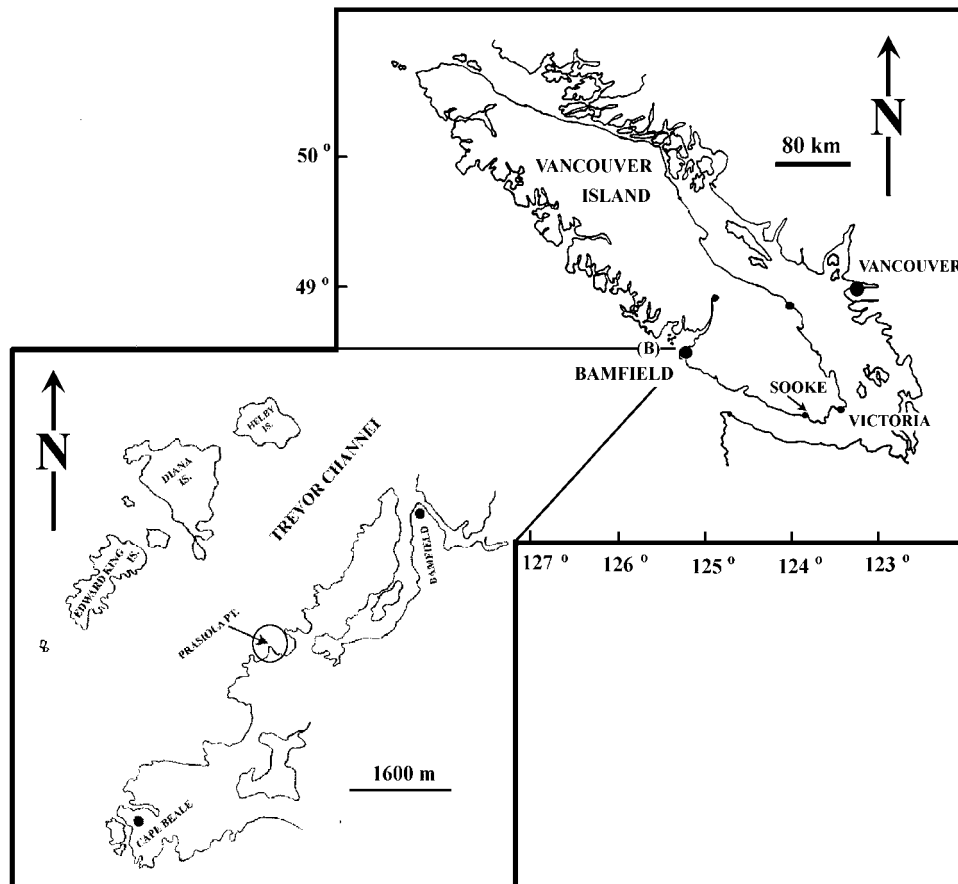 N
80 km
50 °
VANCOUVER
ISLAND
VANCOUVER
49 °
(B)
BAMFIELD
SOOKE
VICTORIA
127 °
126 °
125 °
124 °
123 °
N
HELBY
IS.
DIANA
IS.
TREVOR CHANNEl
EDWARD KING
IS.
BAMFIELD
PRASIOLA PT.
1600 m
CAPE BEALE